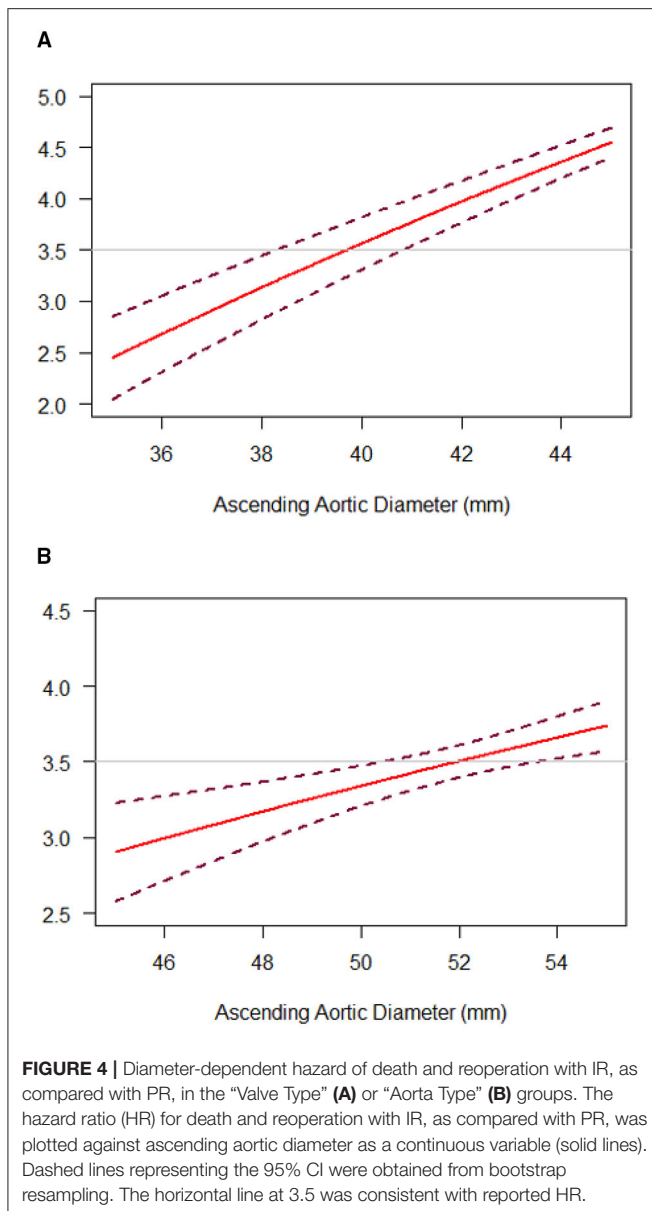 A
5.0
4.5
4.0
3.5
3.0
2.5
2.0
36 38 40 42 44
Ascending Aortic Diameter (mm)
B
4.5
4.0
3.5
3.0
2.5
46 48 50 52 54
Ascending Aortic Diameter (mm)
FIGURE 4 | Diameter-dependent hazard of death and reoperation with IR, as
compared with PR, in the “Valve Type” (A) or “Aorta Type” (B) groups. The
hazard ratio (HR) for death and reoperation with IR, as compared with PR, was
plotted against ascending aortic diameter as a continuous variable (solid lines).
Dashed lines representing the 95% CI were obtained from bootstrap
resampling. The horizontal line at 3.5 was consistent with reported HR.